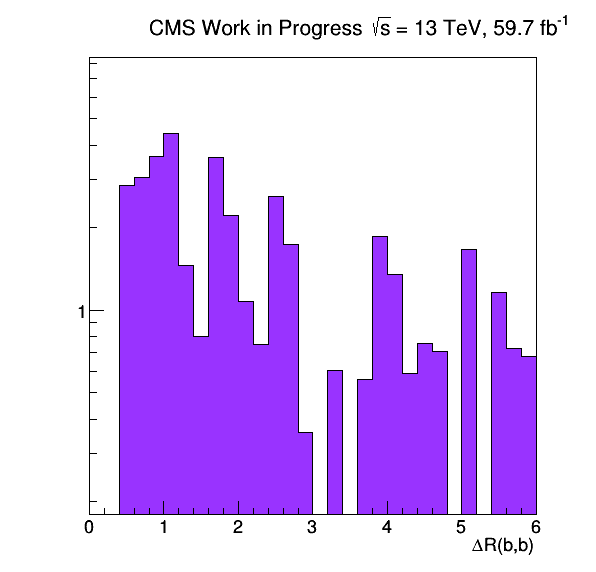 CMS Work in Progress √s = 13 TeV, 59.7 fb⁻¹
1
0 1 2 3 4 5 6
ΔR(b,b)